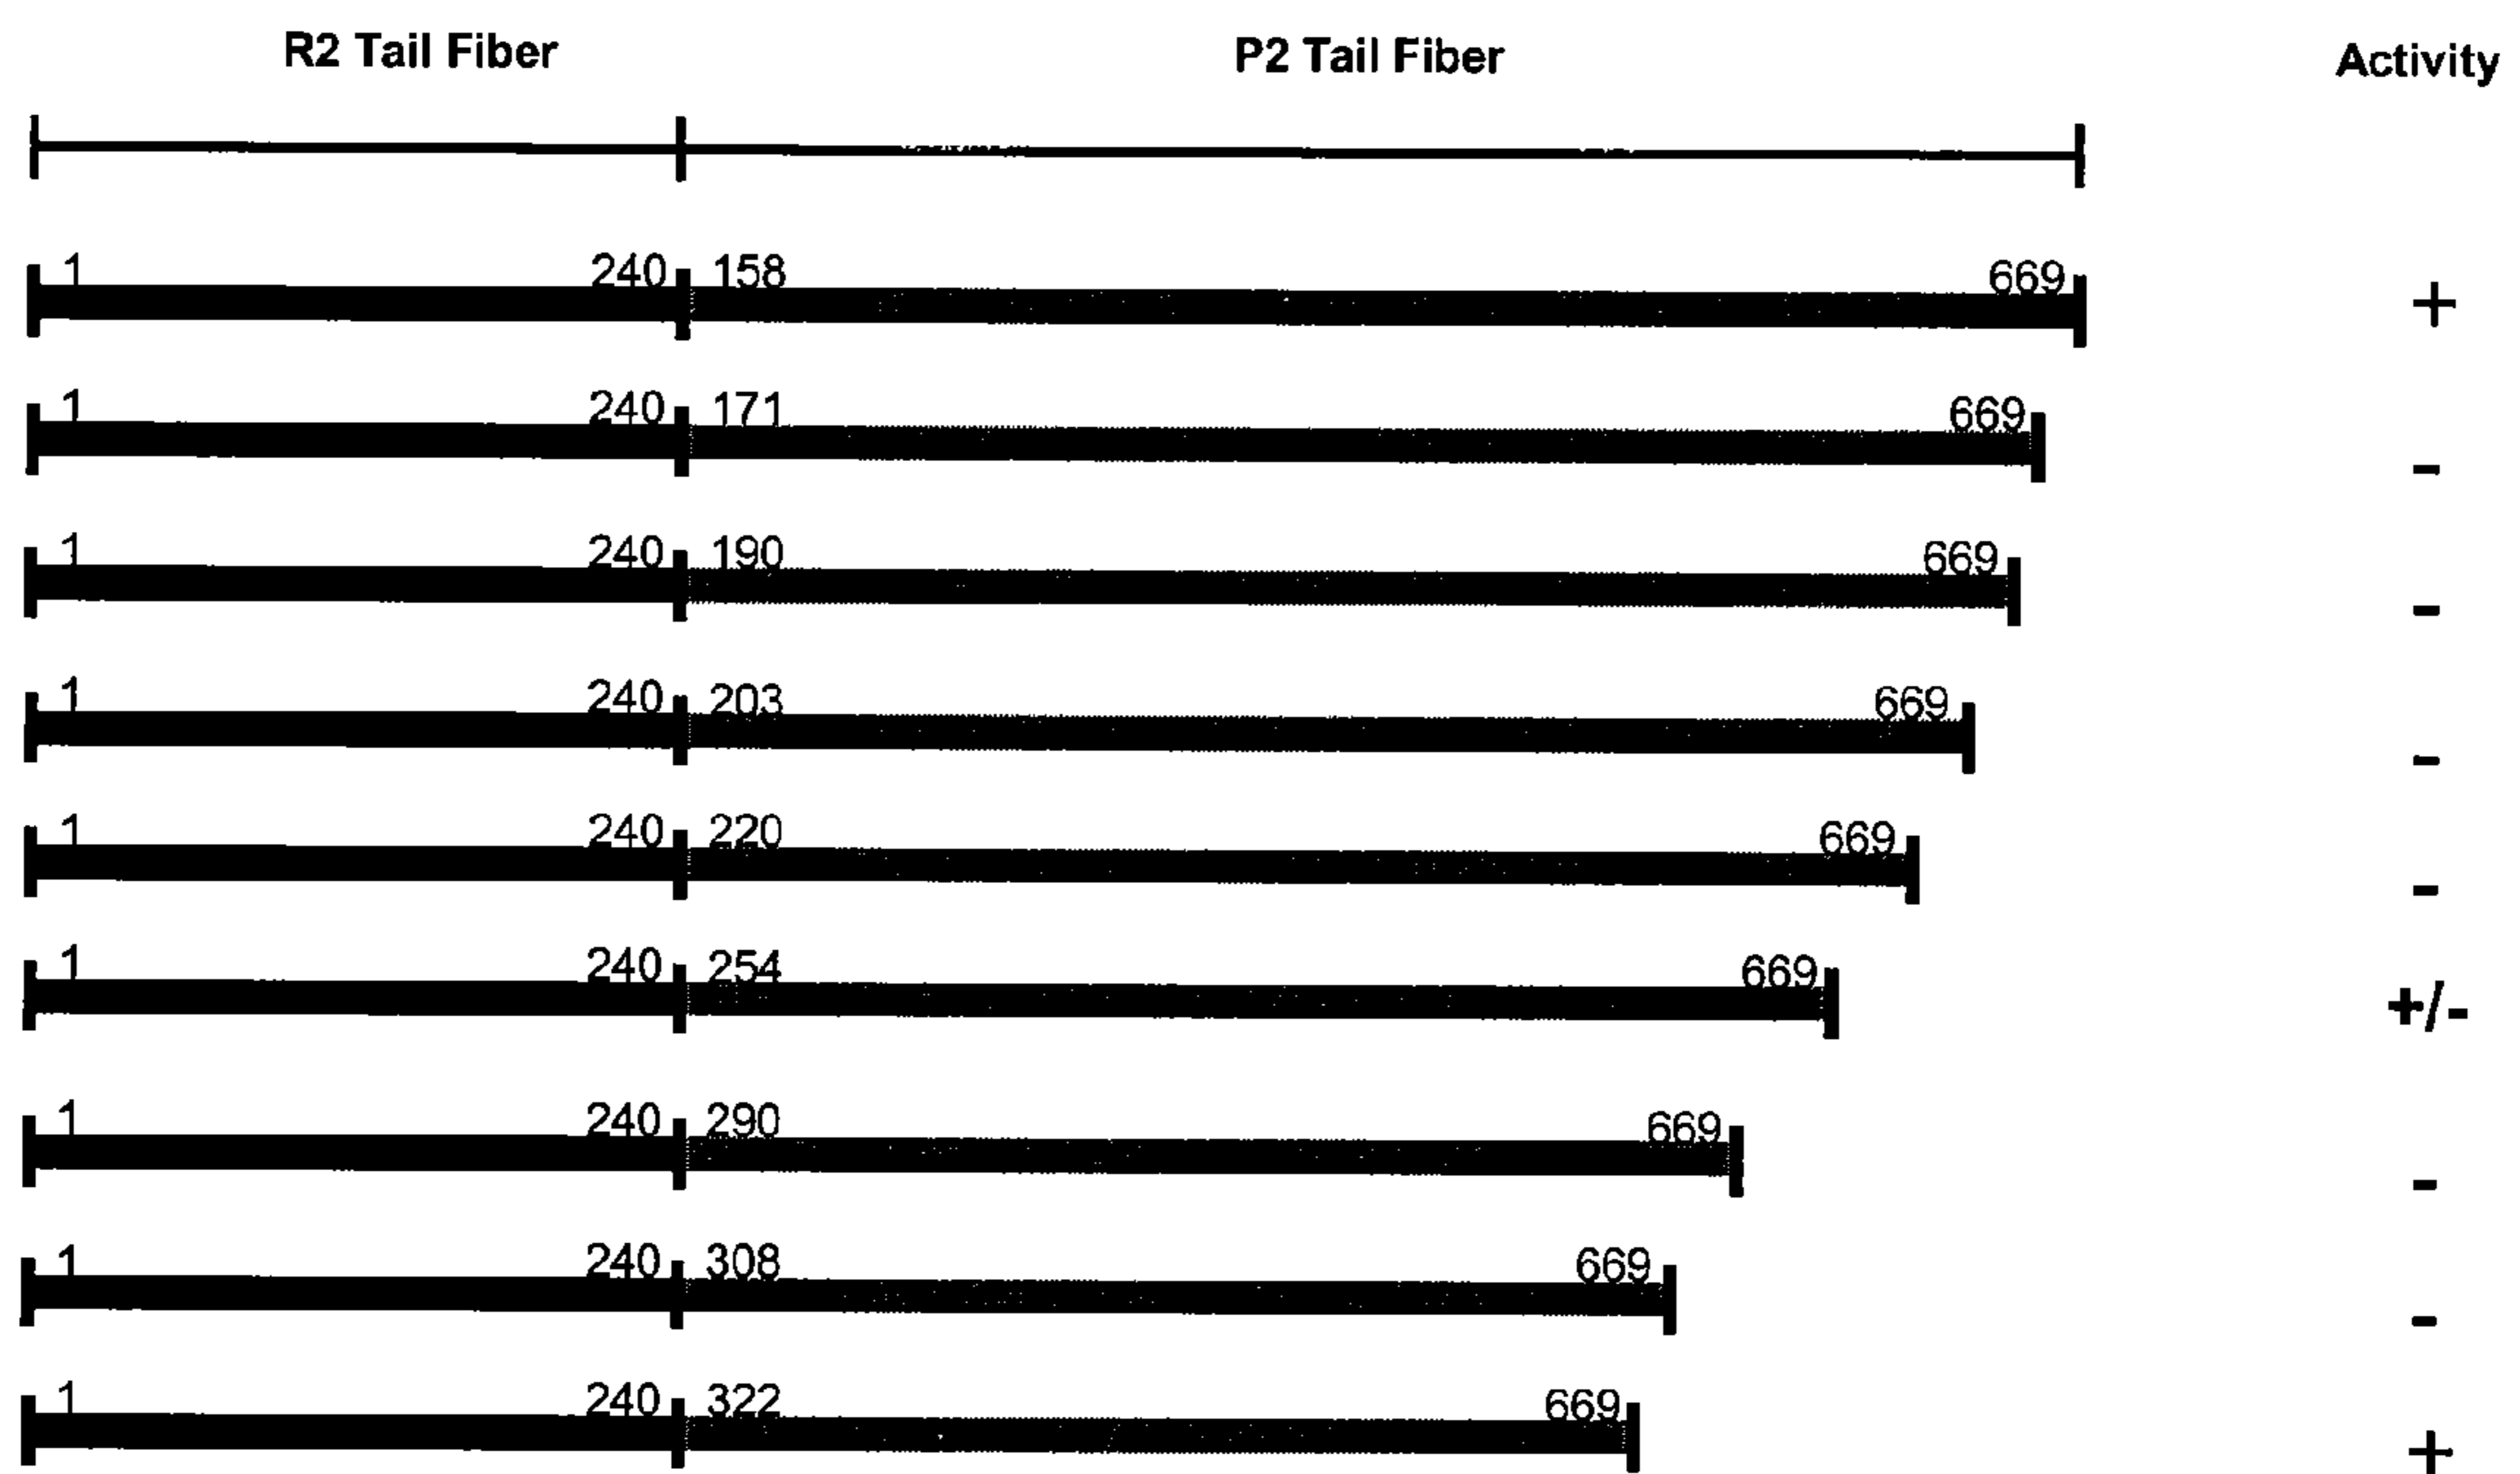 R2 Tail Fiber P2 Tail Fiber Activity
1 240 158 669 +
1 240 171 669 -
1 240 190 669 -
1 240 203 669 -
1 240 220 669 -
1 240 254 669 +/-
1 240 290 669 -
1 240 308 669 -
1 240 322 669 +